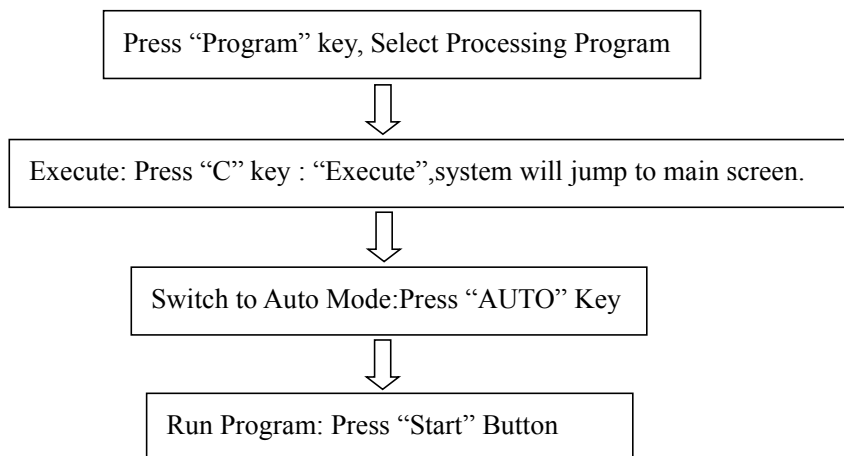 Press “Program” key, Select Processing Program
Execute: Press “C” key : “Execute”,system will jump to main screen.
Switch to Auto Mode:Press “AUTO” Key
Run Program: Press “Start” Button